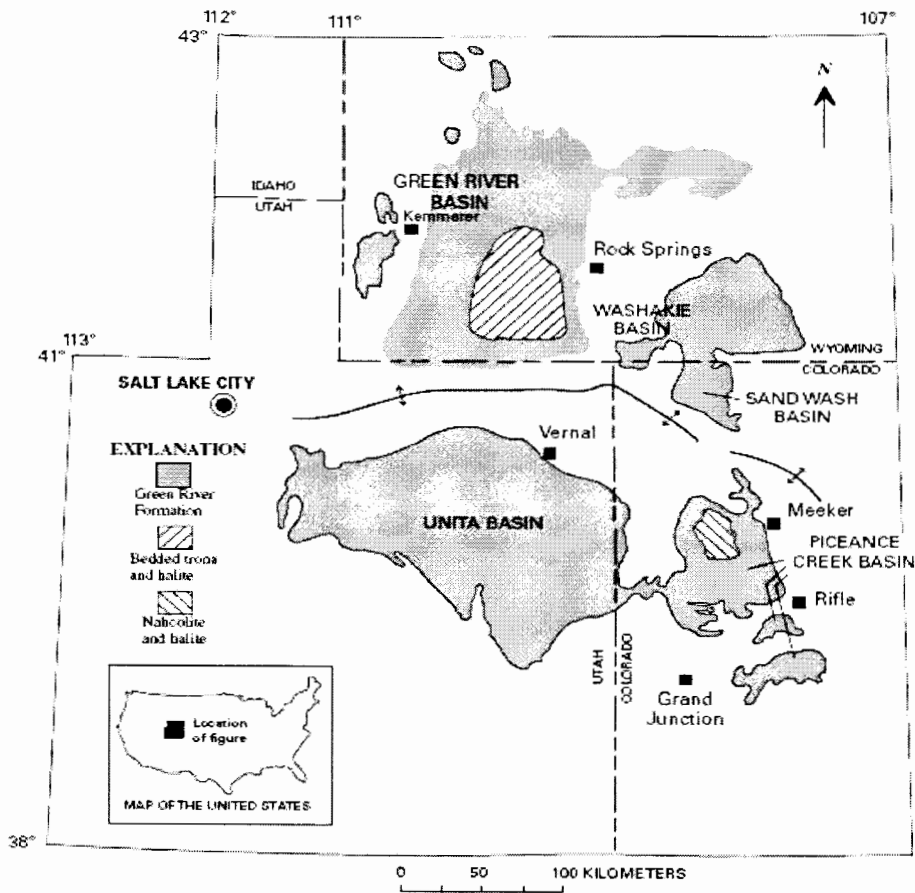 112°
111°
107°
43°
N
IDAHO
UTAH
GREEN RIVER
BASIN
Kemmerer
Rock Springs
WASHAKIE
BASIN
113°
41°
WYOMING
COLORADO
SALT LAKE CITY
SAND WASH
BASIN
Vernal
EXPLANATION
Green River
Formation
Bedded trona
and halite
Nahcolite
and halite
UNITA BASIN
Meeker
PICEANCE
CREEK BASIN
Rifle
UTAH
COLORADO
Grand
Junction
Location
of figure
MAP OF THE UNITED STATES
38°
0 50 100 KILOMETERS